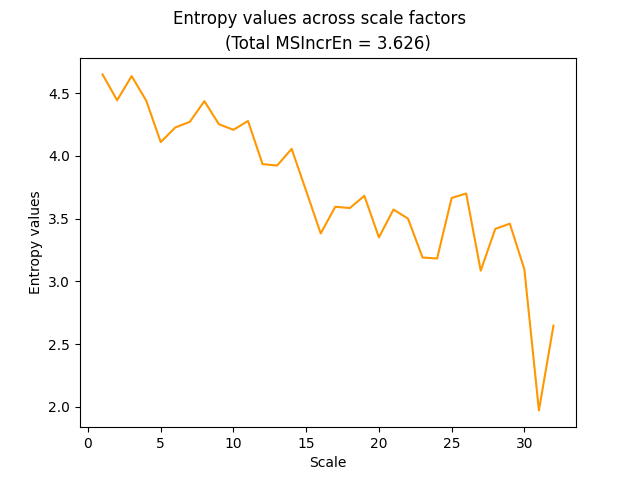 Entropy values across scale factors
(Total MSIncrEn = 3.626)
Entropy values
4.5
4.0
3.5
3.0
2.5
2.0
0 5 10 15 20 25 30
Scale